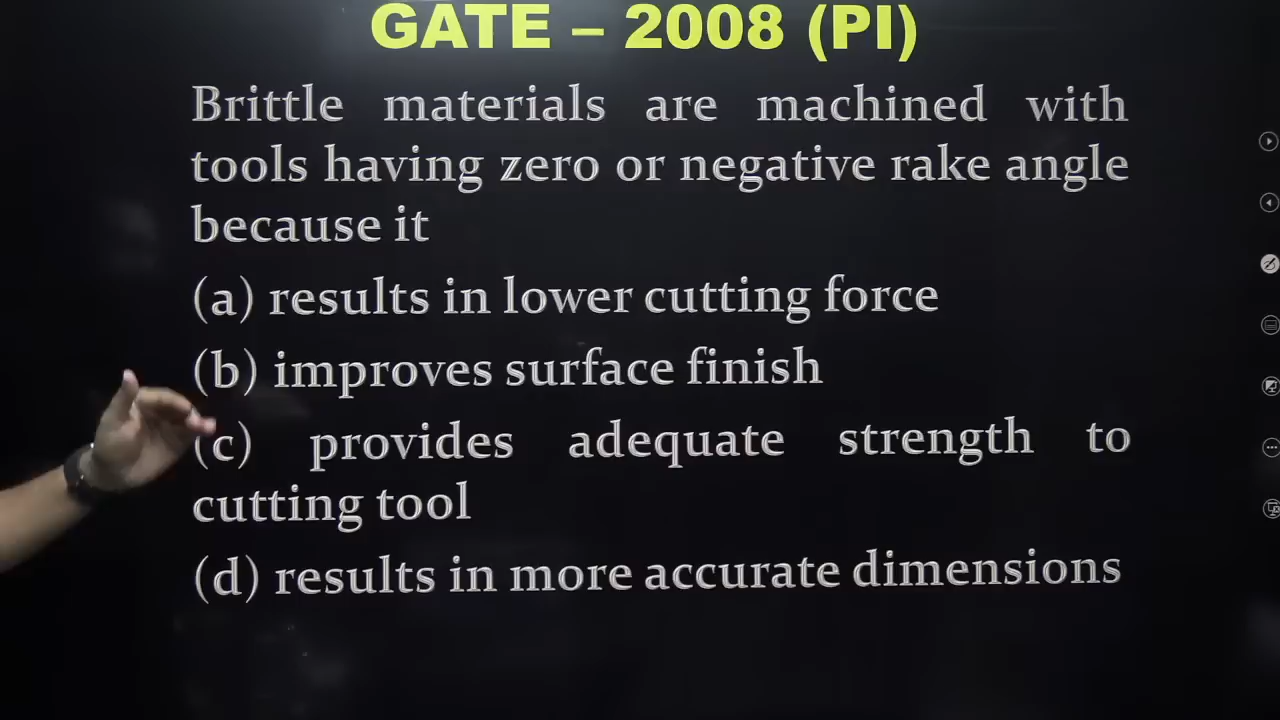 GATE – 2008 (PI)
Brittle materials are machined with
tools having zero or negative rake angle
because it
(a) results in lower cutting force
(b) improves surface finish
(c) provides adequate strength to
cutting tool
(d) results in more accurate dimensions